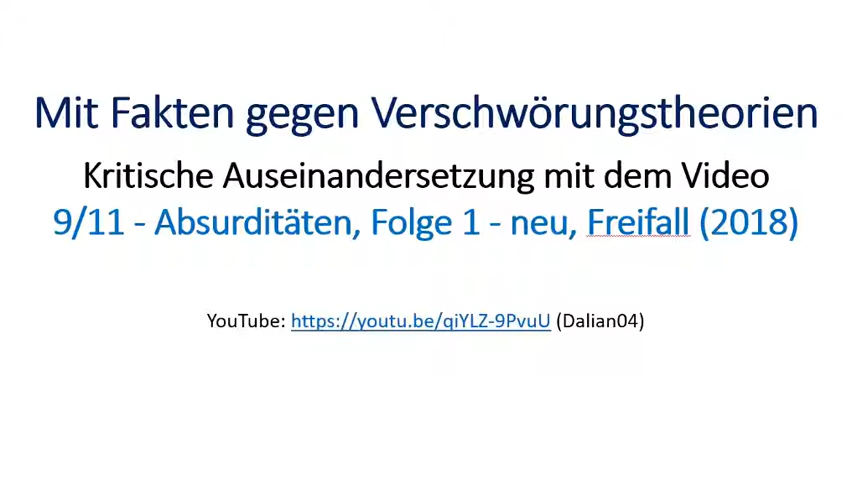 Mit Fakten gegen Verschwörungstheorien
Kritische Auseinandersetzung mit dem Video
9/11 - Absurditäten, Folge 1 - neu, Freifall (2018)
YouTube: https://youtu.be/qiYLZ-9PvuU (Dalian04)